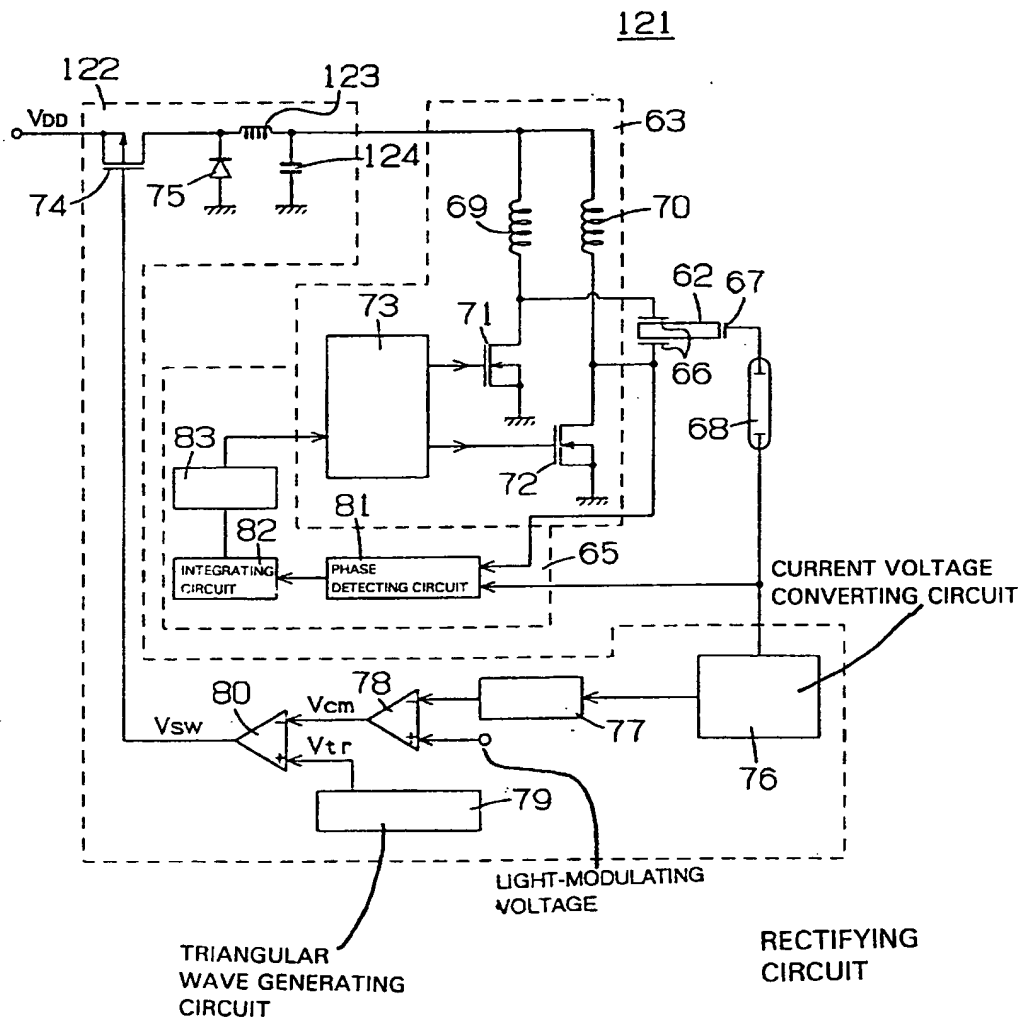 121
122
123
VDD
63
74
75
124
69
70
62
67
73
71
66
68
83
72
81
82
65
INTEGRATING
CIRCUIT
PHASE
DETECTING CIRCUIT
CURRENT VOLTAGE
CONVERTING CIRCUIT
80
78
Vcm
Vsw
Vtr
77
76
79
LIGHT-MODULATING
VOLTAGE
TRIANGULAR
WAVE GENERATING
CIRCUIT
RECTIFYING
CIRCUIT